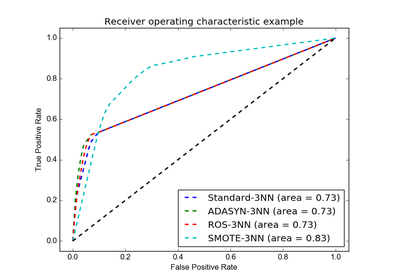 Receiver operating characteristic example
True Positive Rate
1.0
0.8
0.6
0.4
0.2
0.0
Standard-3NN (area = 0.73)
ADASYN-3NN (area = 0.73)
ROS-3NN (area = 0.73)
SMOTE-3NN (area = 0.83)
0.0 0.2 0.4 0.6 0.8 1.0
False Positive Rate